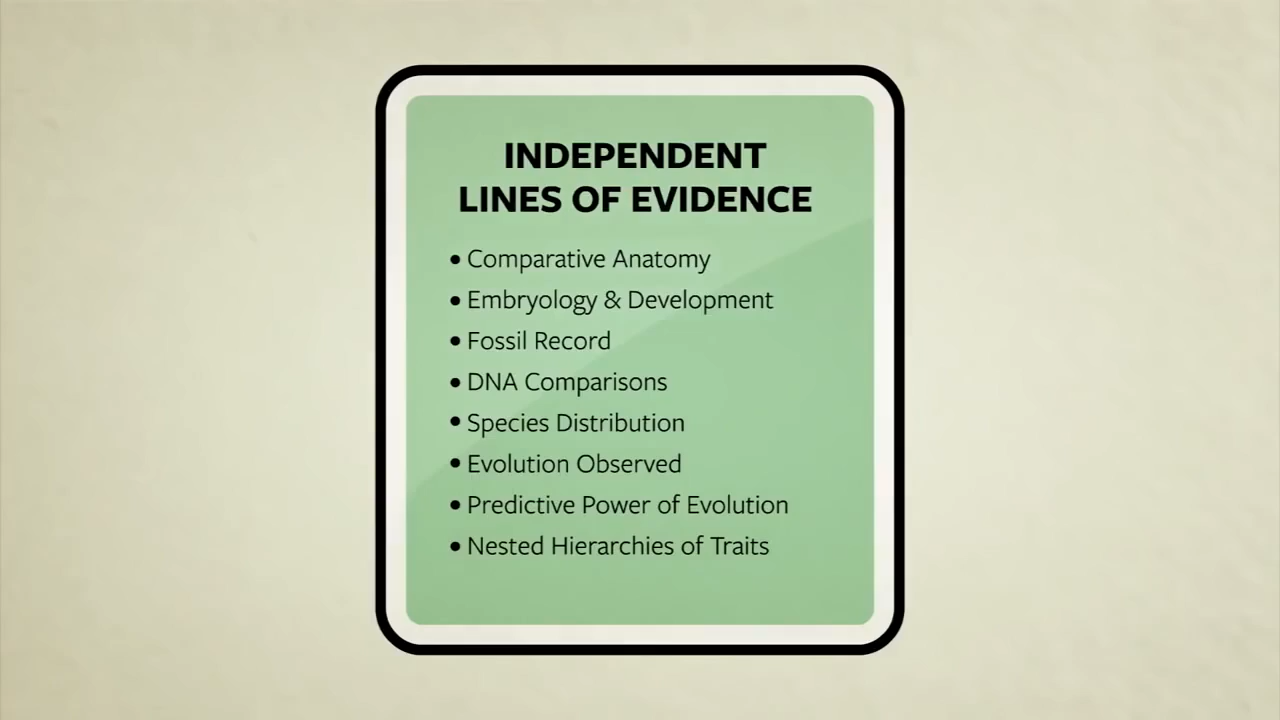 INDEPENDENT
LINES OF EVIDENCE
• Comparative Anatomy
• Embryology & Development
• Fossil Record
• DNA Comparisons
• Species Distribution
• Evolution Observed
• Predictive Power of Evolution
• Nested Hierarchies of Traits